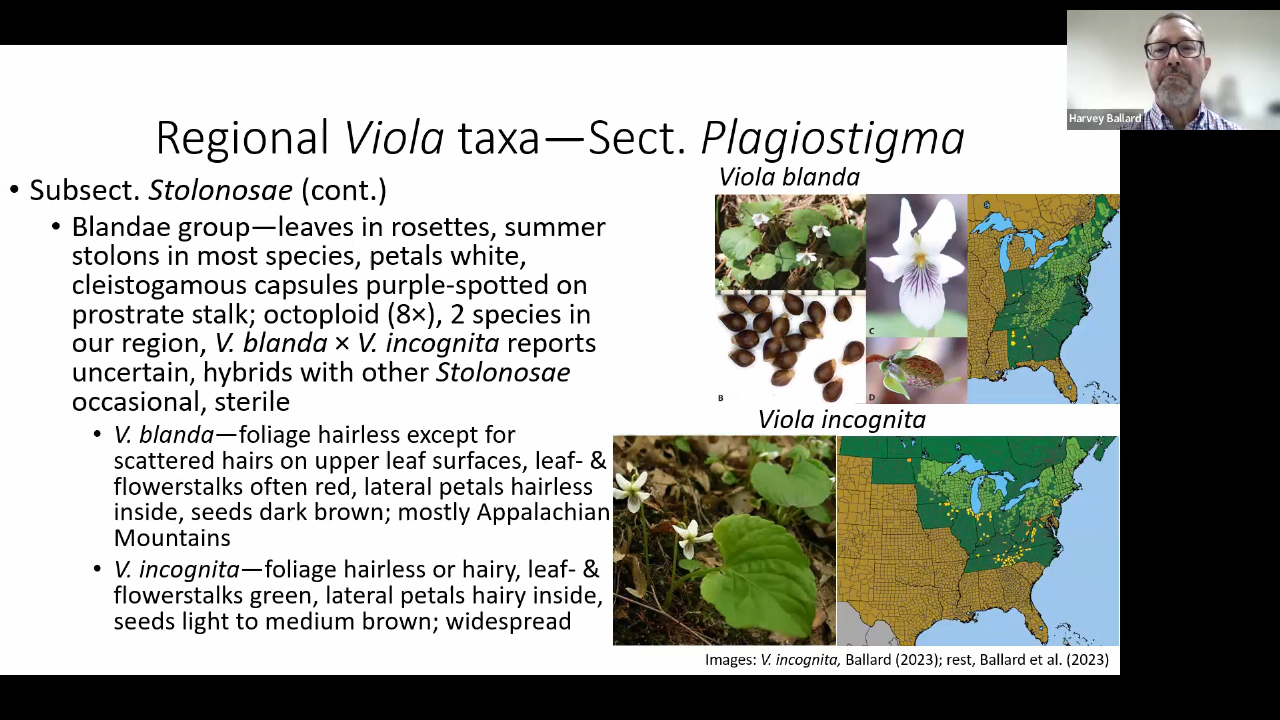 Harvey Ballard
Regional Viola taxa—Sect. Plagiostigma
• Subsect. Stolonosae (cont.)
• Blandae group—leaves in rosettes, summer
stolons in most species, petals white,
cleistogamous capsules purple-spotted on
prostrate stalk; octoploid (8×), 2 species in
our region, V. blanda × V. incognita reports
uncertain, hybrids with other Stolonosae
occasional, sterile
• V. blanda—foliage hairless except for
scattered hairs on upper leaf surfaces, leaf- &
flowerstalks often red, lateral petals hairless
inside, seeds dark brown; mostly Appalachian
Mountains
• V. incognita—foliage hairless or hairy, leaf- &
flowerstalks green, lateral petals hairy inside,
seeds light to medium brown; widespread
Viola blanda
C
B
D
Viola incognita
Images: V. incognita, Ballard (2023); rest, Ballard et al. (2023)